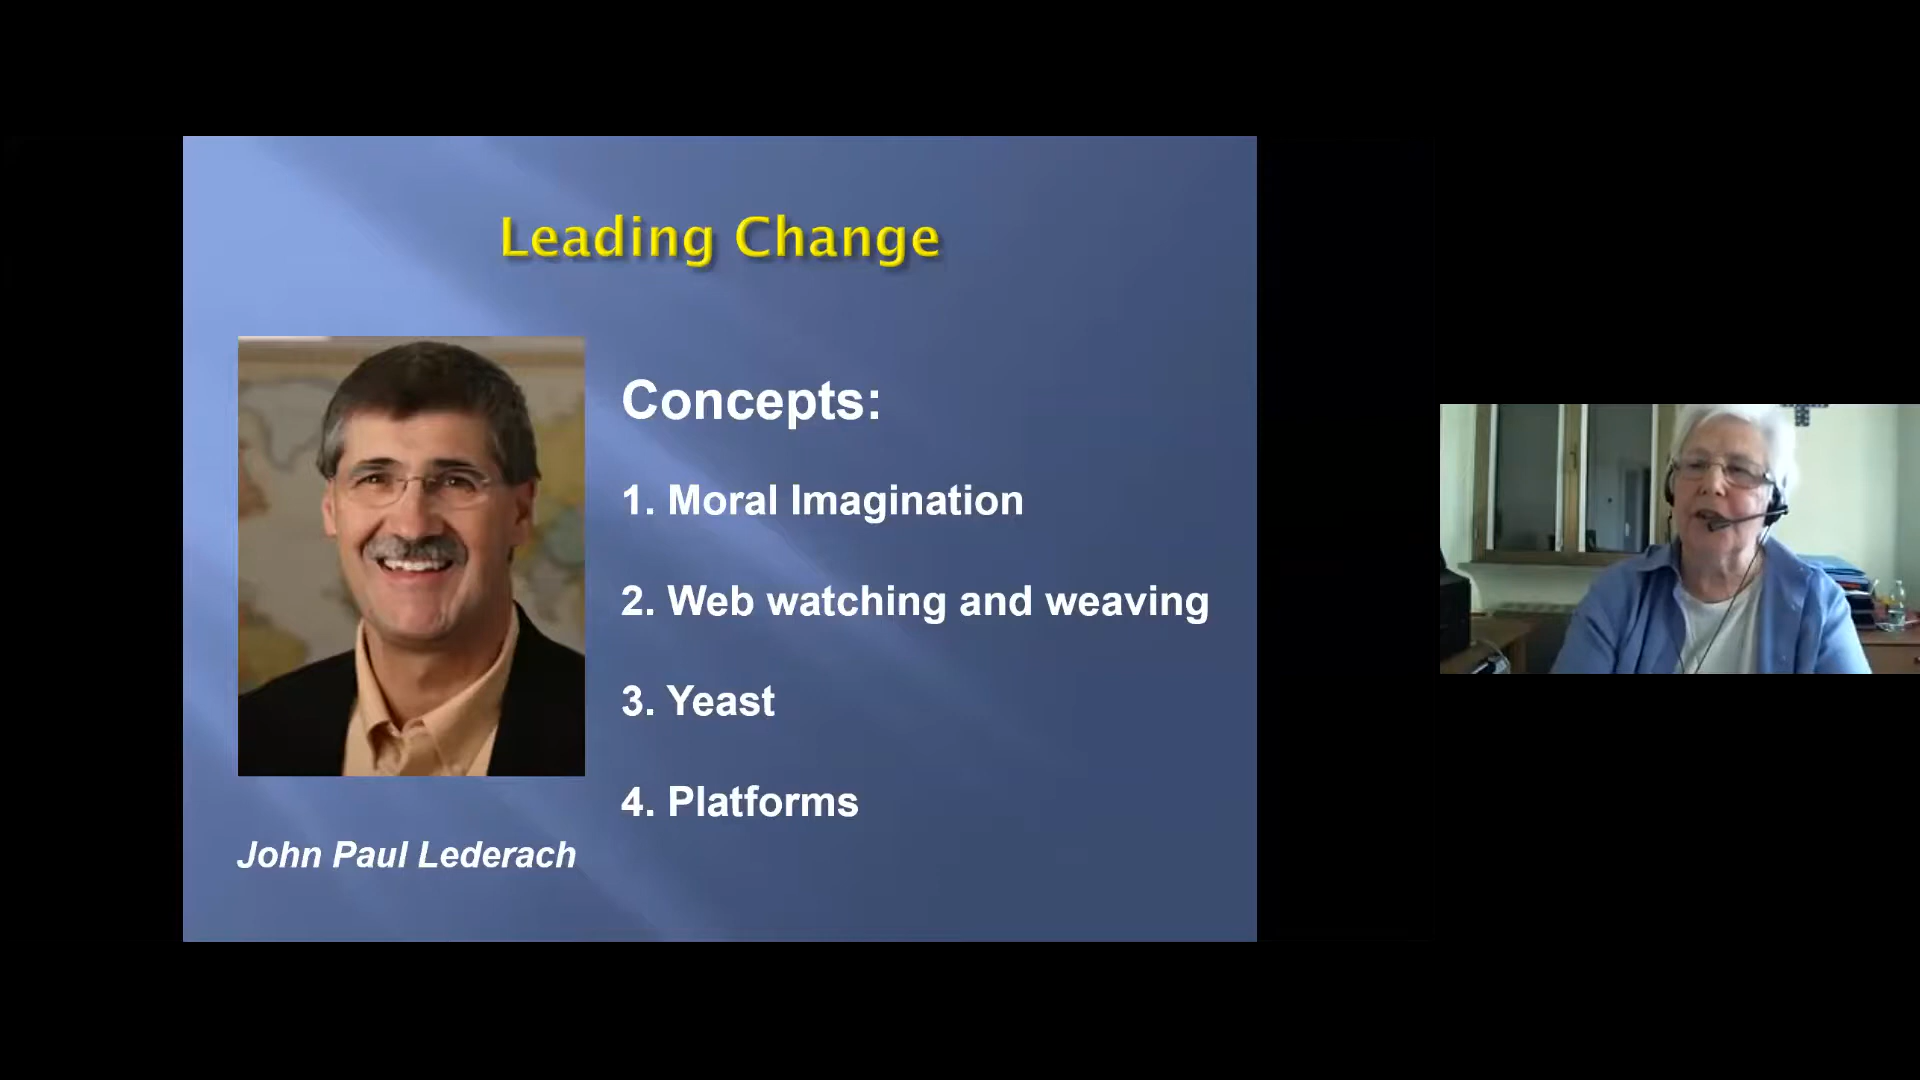 Leading Change
Concepts:
1. Moral Imagination
2. Web watching and weaving
3. Yeast
4. Platforms
John Paul Lederach